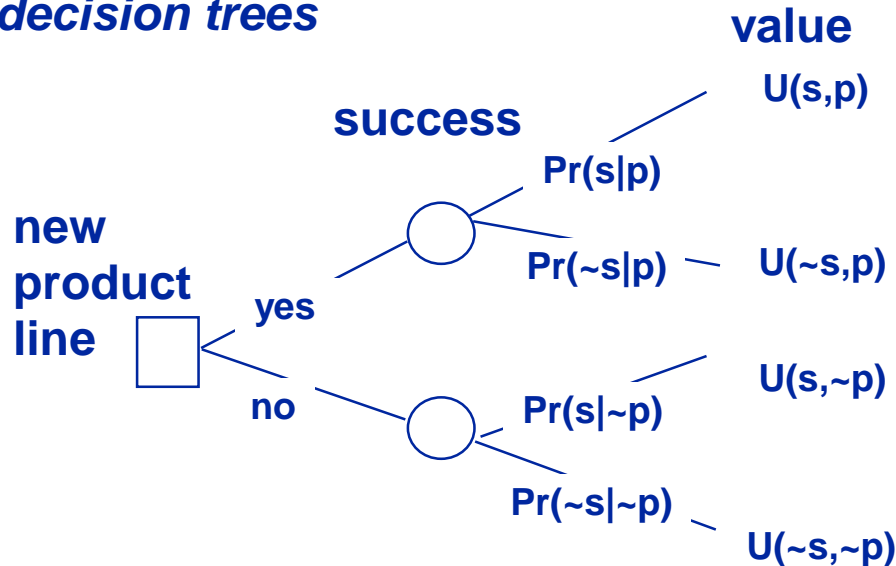 decision trees
value
U(s,p)
success
Pr(s|p)
new
product
line
yes
Pr(~s|p)
U(~s,p)
no
Pr(s|~p)
U(s,~p)
Pr(~s|~p)
U(~s,~p)